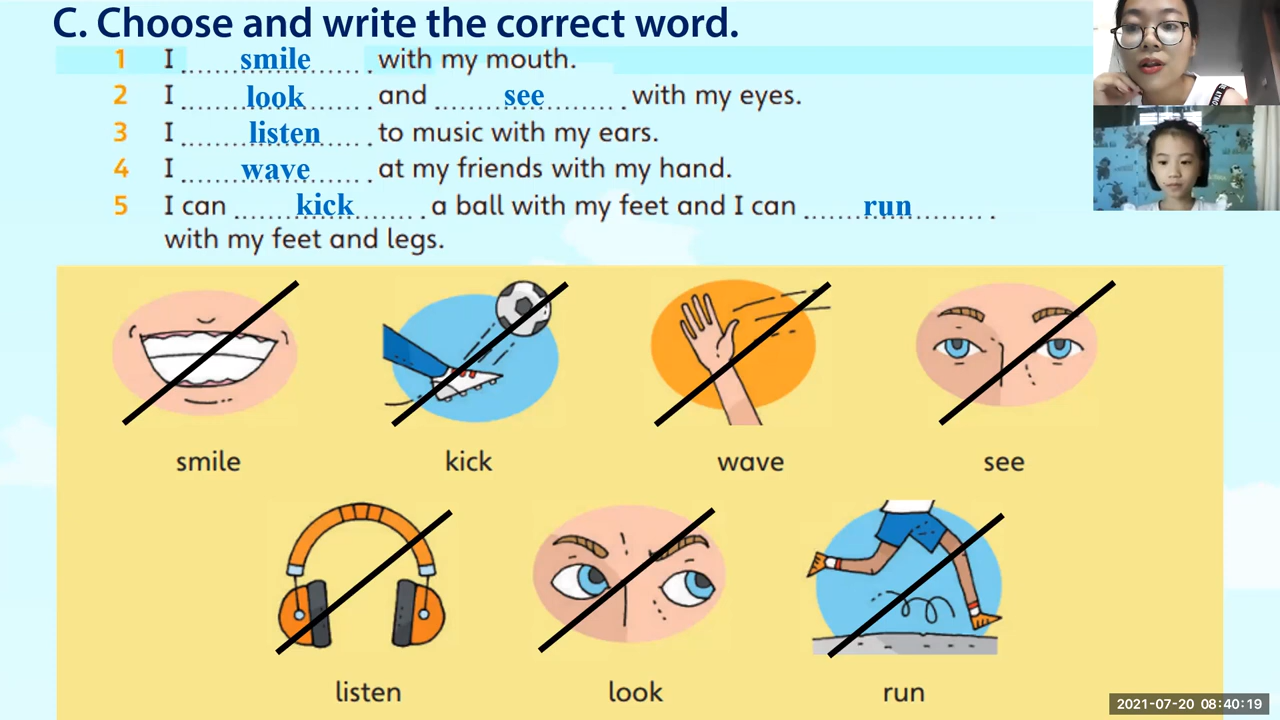 C. Choose and write the correct word.
1 I smile with my mouth.
2 I look and see with my eyes.
3 I listen to music with my ears.
4 I wave at my friends with my hand.
5 I can kick a ball with my feet and I can run
with my feet and legs.
smile kick wave see
listen look run
2021-07-20 08:40:19